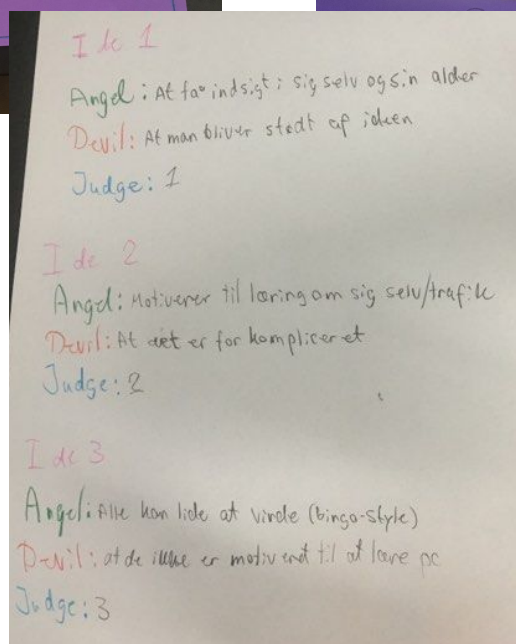 Ide 1
Angel: At få indsigt i sig selv og sin alder
Devil: At man bliver stødt af ideen
Judge: 1
Ide 2
Angel: Motiverer til læring om sig selv/trafik
Devil: At det er for kompliceret
Judge: 2
Ide 3
Angel: Alle kan lide at vinde (bingo-style)
Devil: at de ikke er motiveret til at lære pc
Judge: 3